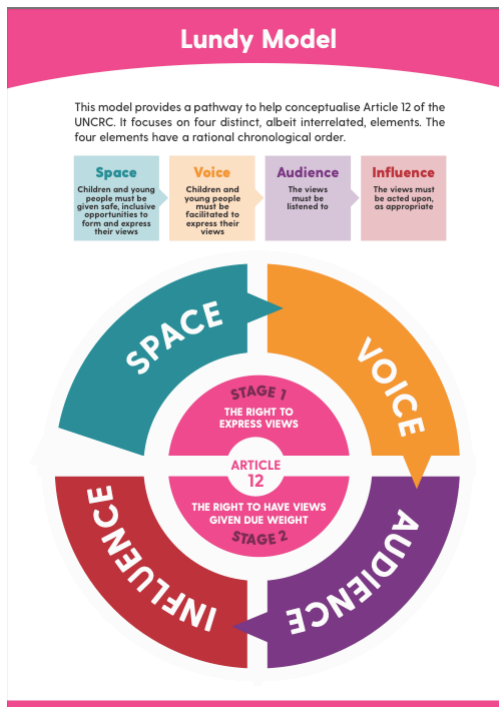 Lundy Model
This model provides a pathway to help conceptualise Article 12 of the
UNCRC. It focuses on four distinct, albeit interrelated, elements. The
four elements have a rational chronological order.
Space
Children and young
people must be
given safe, inclusive
opportunities to
form and express
their views
Voice
Children and
young people
must be
facilitated to
express their
views
Audience
The views
must be
listened to
Influence
The views must
be acted upon,
as appropriate
SPACE
VOICE
STAGE 1
THE RIGHT TO
EXPRESS VIEWS
ARTICLE
12
THE RIGHT TO HAVE VIEWS
GIVEN DUE WEIGHT
STAGE 2
AUDIENCE
INFLUENCE